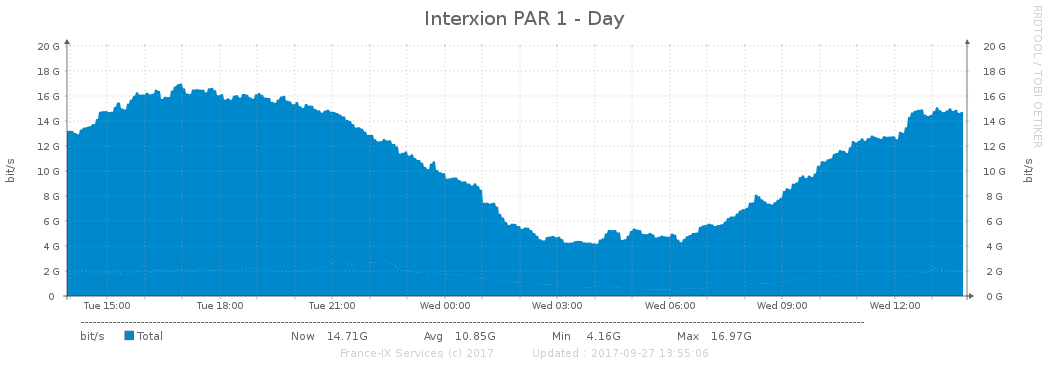 Interxion PAR 1 - Day
RRDTOOL / TOBI OETIKER
bit/s
20 G
18 G
16 G
14 G
12 G
10 G
8 G
6 G
4 G
2 G
0
20 G
18 G
16 G
14 G
12 G
10 G
8 G
6 G
4 G
2 G
0 G
bit/s
Tue 15:00 Tue 18:00 Tue 21:00 Wed 00:00 Wed 03:00 Wed 06:00 Wed 09:00 Wed 12:00
bit/s Total Now 14.71G Avg 10.85G Min 4.16G Max 16.97G
France-IX Services (c) 2017 Updated : 2017-09-27 13:55:06